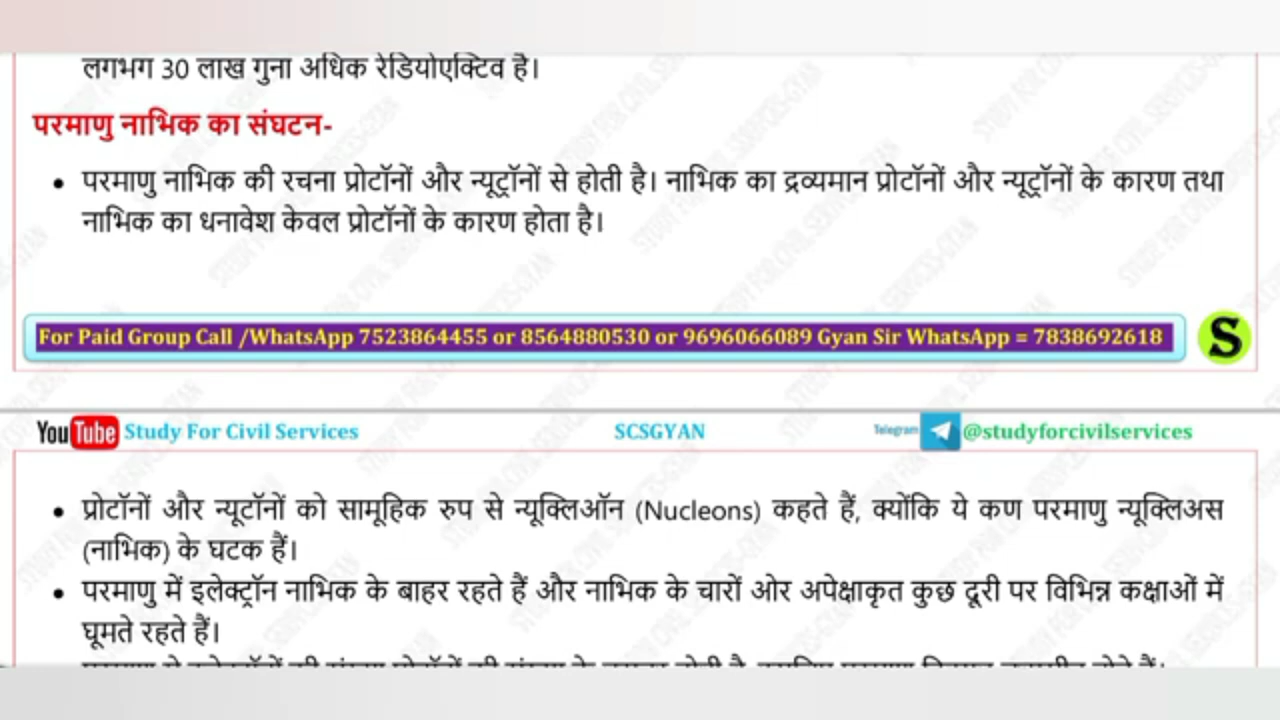 लगभग 30 लाख गुना अधिक रेडियोएक्टिव है।
परमाणु नाभिक का संघटन-
• परमाणु नाभिक की रचना प्रोटॉनों और न्यूट्रॉनों से होती है। नाभिक का द्रव्यमान प्रोटॉनों और न्यूट्रॉनों के कारण तथा
नाभिक का धनावेश केवल प्रोटॉनों के कारण होता है।
For Paid Group Call /WhatsApp 7523864455 or 8564880530 or 9696066089 Gyan Sir WhatsApp = 7838692618
S
YouTube Study For Civil Services SCSGYAN Telegram @studyforcivilservices
• प्रोटॉनों और न्यूटॉनों को सामूहिक रुप से न्यूक्लिऑन (Nucleons) कहते हैं, क्योंकि ये कण परमाणु न्यूक्लिअस
(नाभिक) के घटक हैं।
• परमाणु में इलेक्ट्रॉन नाभिक के बाहर रहते हैं और नाभिक के चारों ओर अपेक्षाकृत कुछ दूरी पर विभिन्न कक्षाओं में
घूमते रहते हैं।